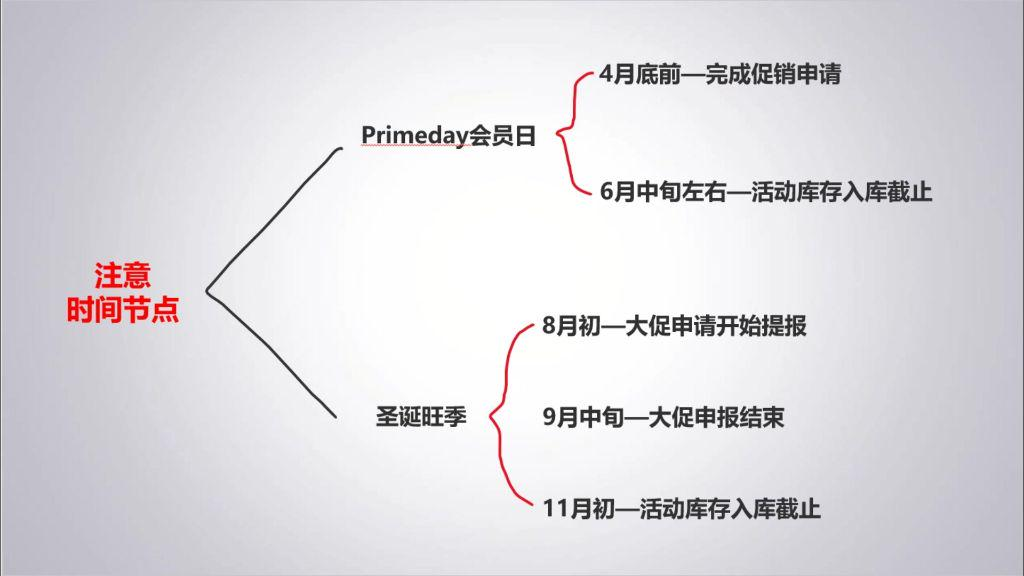 注意
时间节点
Primeday会员日
4月底前—完成促销申请
6月中旬左右—活动库存入库截止
圣诞旺季
8月初—大促申请开始提报
9月中旬—大促申报结束
11月初—活动库存入库截止